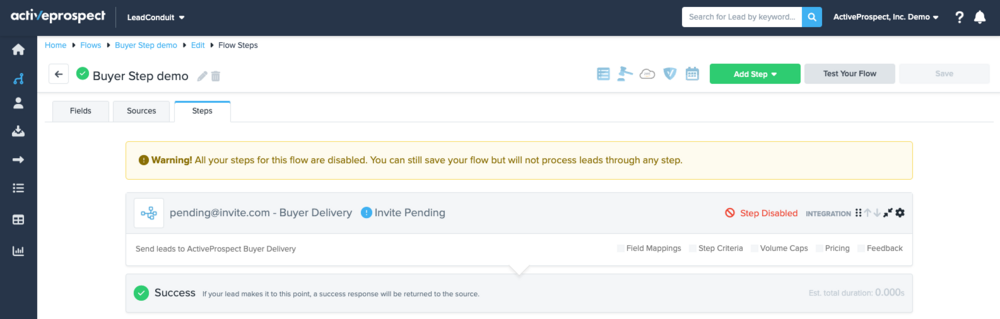 activeprospect LeadConduit Search for Lead by keyword... ActiveProspect, Inc. Demo ?
Home Flows Buyer Step demo Edit Flow Steps
Buyer Step demo Add Step Test Your Flow Save
Fields Sources Steps
Warning! All your steps for this flow are disabled. You can still save your flow but will not process leads through any step.
pending@invite.com - Buyer Delivery Invite Pending Step Disabled INTEGRATION
Send leads to ActiveProspect Buyer Delivery Field Mappings Step Criteria Volume Caps Pricing Feedback
Success If your lead makes it to this point, a success response will be returned to the source. Est. total duration: 0.000s